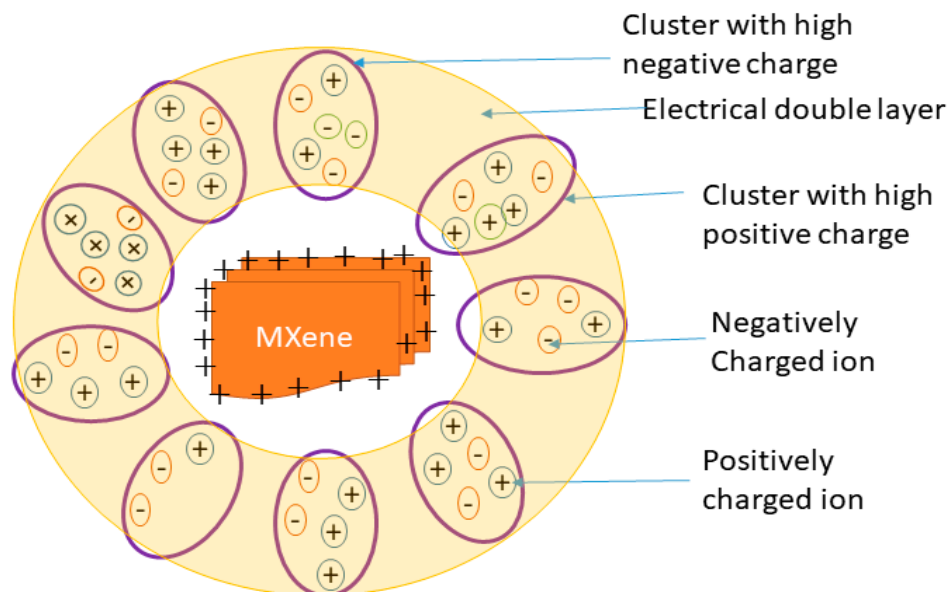 Cluster with high
negative charge
Electrical double layer
Cluster with high
positive charge
MXene
Negatively
Charged ion
Positively
charged ion